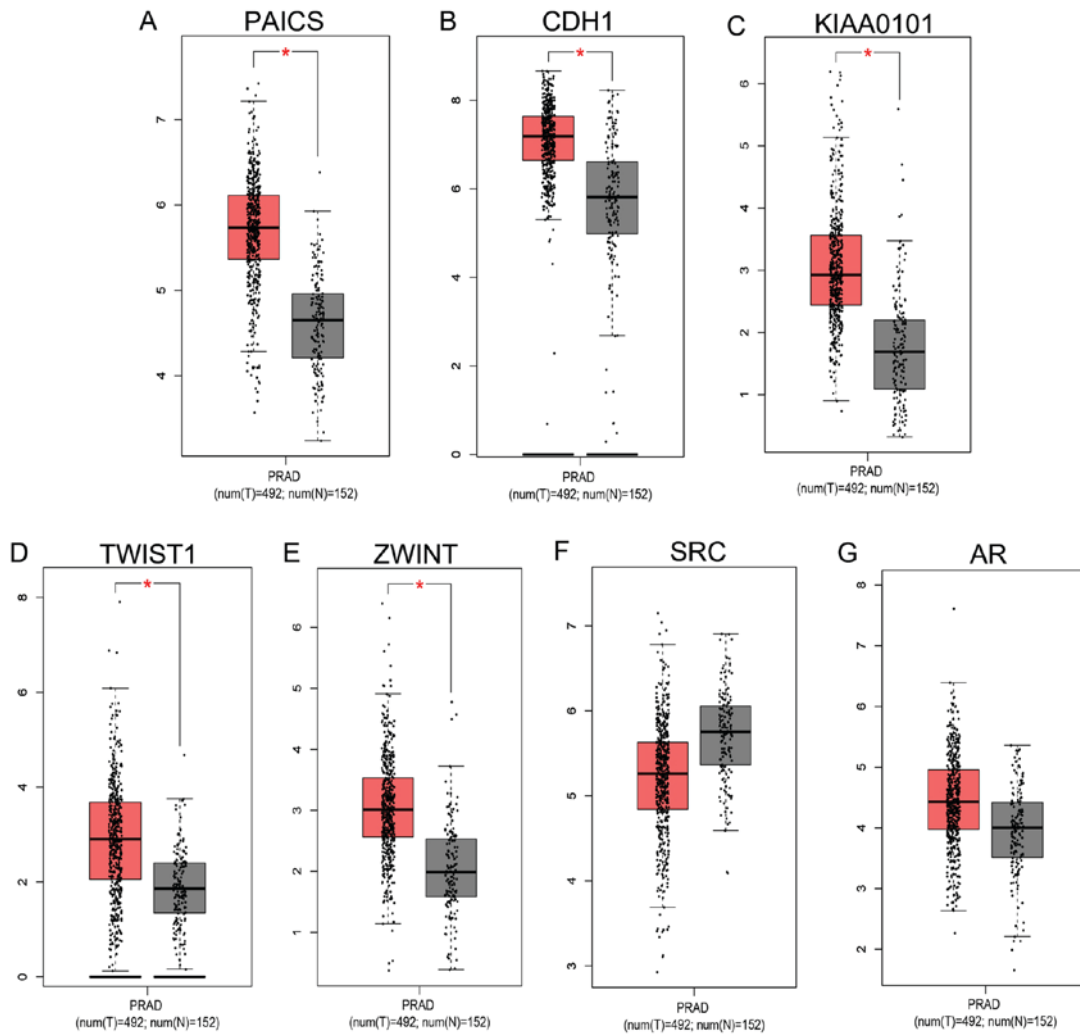 A PAICS
*
7
6
5
4
PRAD
(num(T)=492; num(N)=152)
B CDH1
*
8
6
4
2
0
PRAD
(num(T)=492; num(N)=152)
C KIAA0101
*
6
5
4
3
2
1
PRAD
(num(T)=492; num(N)=152)
D TWIST1
*
8
6
4
2
0
PRAD
(num(T)=492; num(N)=152)
E ZWINT
*
6
5
4
3
2
1
PRAD
(num(T)=492; num(N)=152)
F SRC
7
6
5
4
3
PRAD
(num(T)=492; num(N)=152)
G AR
8
7
6
5
4
3
2
PRAD
(num(T)=492; num(N)=152)